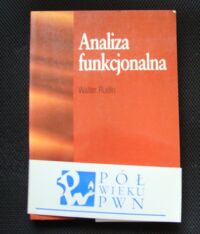 Analiza
funkcjonalna
Walter Rudin
PÓŁ
WIEKU
PWN